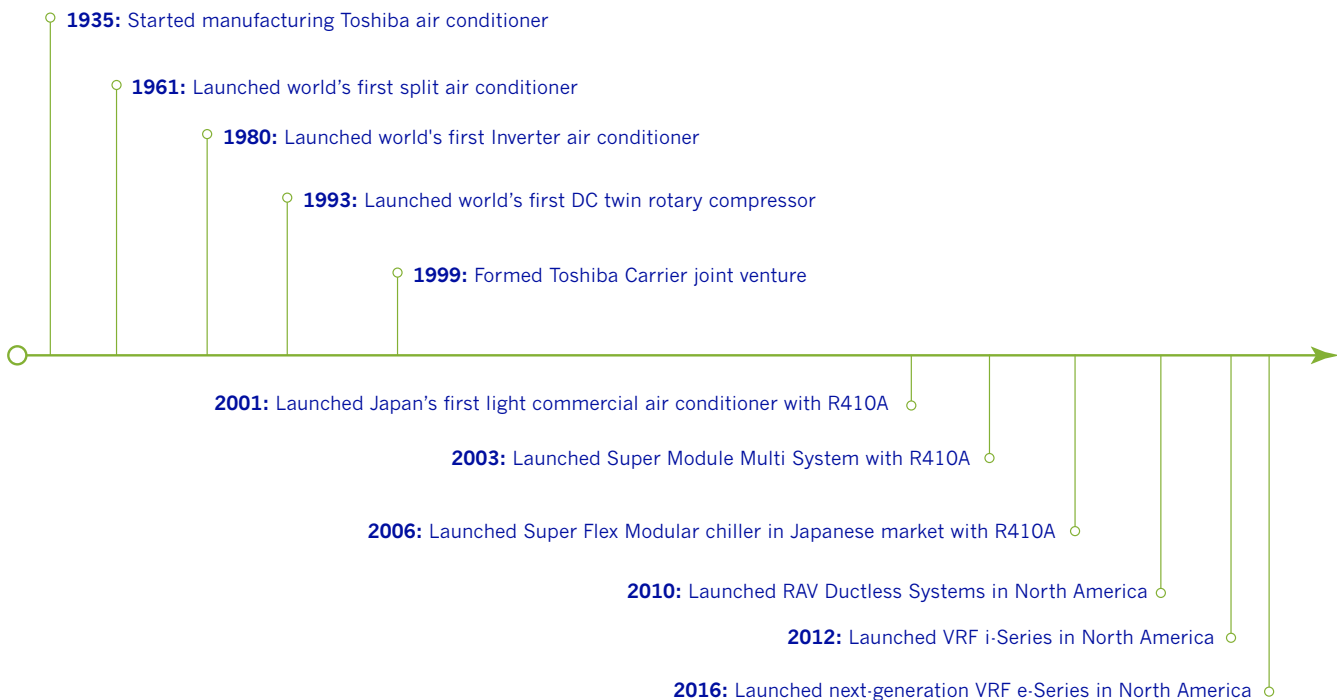 1935: Started manufacturing Toshiba air conditioner
1961: Launched world’s first split air conditioner
1980: Launched world's first Inverter air conditioner
1993: Launched world’s first DC twin rotary compressor
1999: Formed Toshiba Carrier joint venture
2001: Launched Japan’s first light commercial air conditioner with R410A
2003: Launched Super Module Multi System with R410A
2006: Launched Super Flex Modular chiller in Japanese market with R410A
2010: Launched RAV Ductless Systems in North America
2012: Launched VRF i-Series in North America
2016: Launched next-generation VRF e-Series in North America